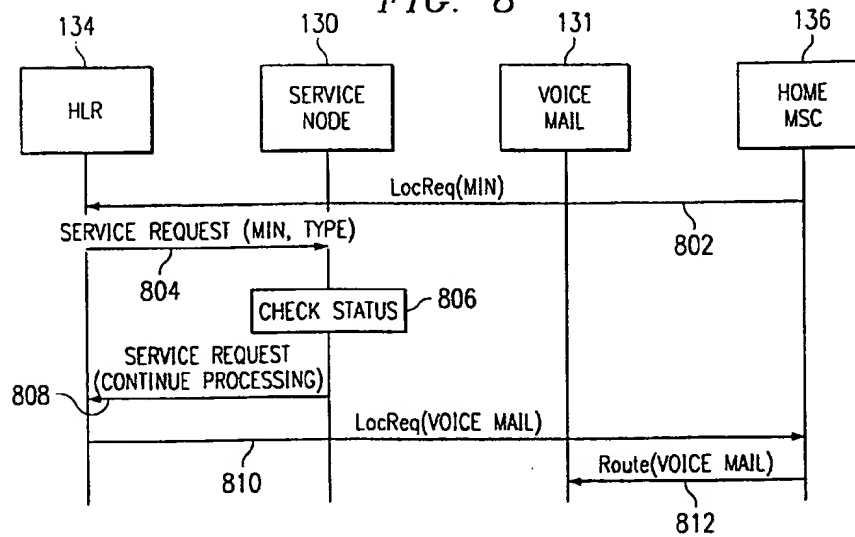 FIG. 8
134
130
131
136
HLR
SERVICE
NODE
VOICE
MAIL
HOME
MSC
LocReq(MIN)
802
SERVICE REQUEST (MIN, TYPE)
804
CHECK STATUS
806
SERVICE REQUEST
(CONTINUE PROCESSING)
808
LocReq(VOICE MAIL)
810
Route(VOICE MAIL)
812